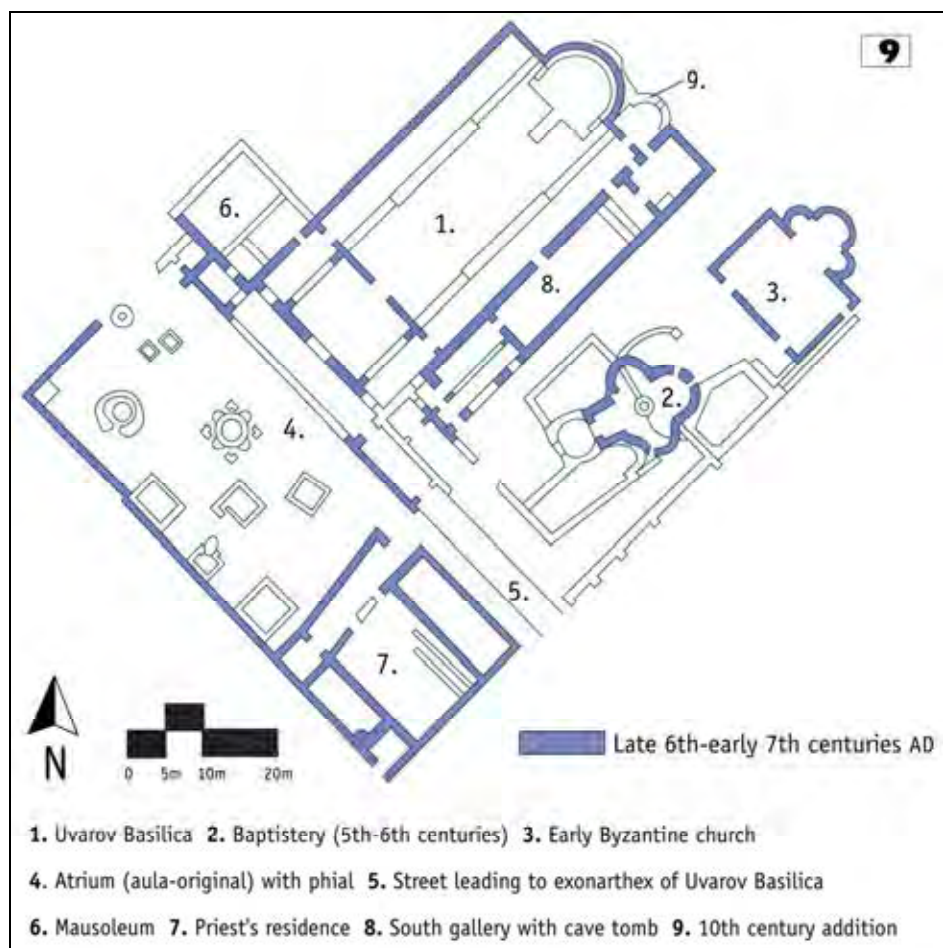 9
9.
6.
1.
3.
8.
2.
4.
5.
7.
N
0 5m 10m 20m
Late 6th-early 7th centuries AD
1. Uvarov Basilica 2. Baptistery (5th-6th centuries) 3. Early Byzantine church
4. Atrium (aula-original) with phial 5. Street leading to exonarthex of Uvarov Basilica
6. Mausoleum 7. Priest's residence 8. South gallery with cave tomb 9. 10th century addition